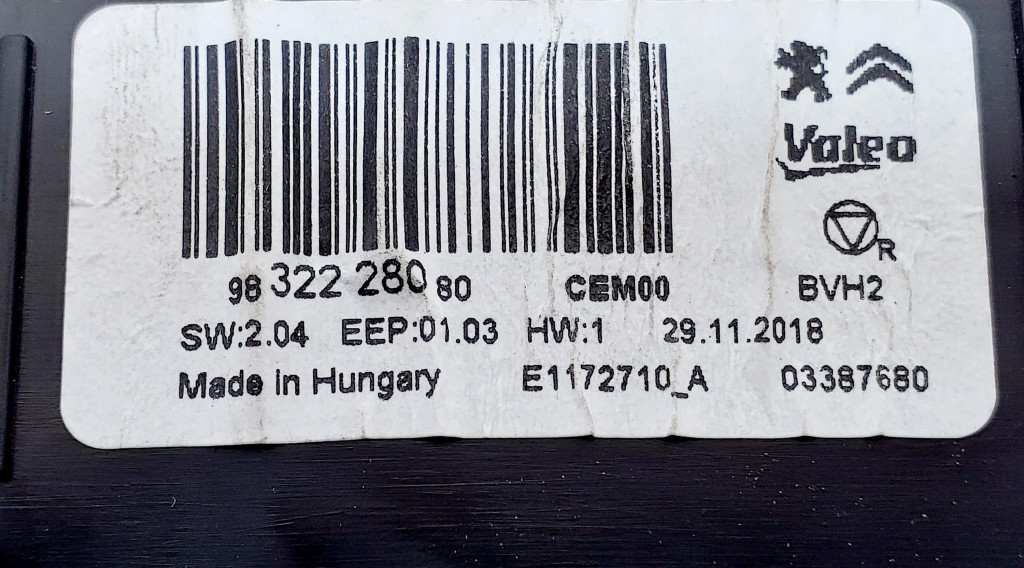 Valeo
R
98 322 280 80 CEM00 BVH2
SW:2.04 EEP:01.03 HW:1 29.11.2018
Made in Hungary E1172710_A 03387680